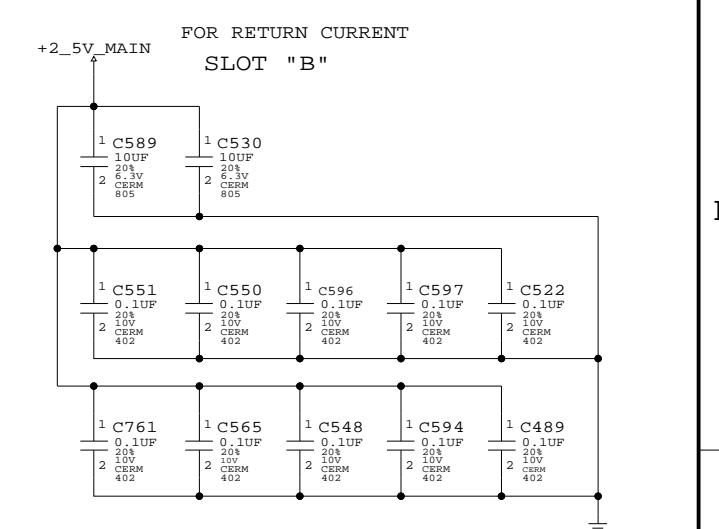 FOR RETURN CURRENT
+2_5V_MAIN
SLOT "B"
1 C589
10UF
20%
6.3V
2 CERM
805
1 C530
10UF
20%
6.3V
2 CERM
805
1 C551
0.1UF
20%
10V
2 CERM
402
1 C550
0.1UF
20%
10V
2 CERM
402
1 C596
0.1UF
20%
10V
2 CERM
402
1 C597
0.1UF
20%
10V
2 CERM
402
1 C522
0.1UF
20%
10V
2 CERM
402
1 C761
0.1UF
20%
10V
2 CERM
402
1 C565
0.1UF
20%
10V
2 CERM
402
1 C548
0.1UF
20%
10V
2 CERM
402
1 C594
0.1UF
20%
10V
2 CERM
402
1 C489
0.1UF
20%
10V
2 CERM
402